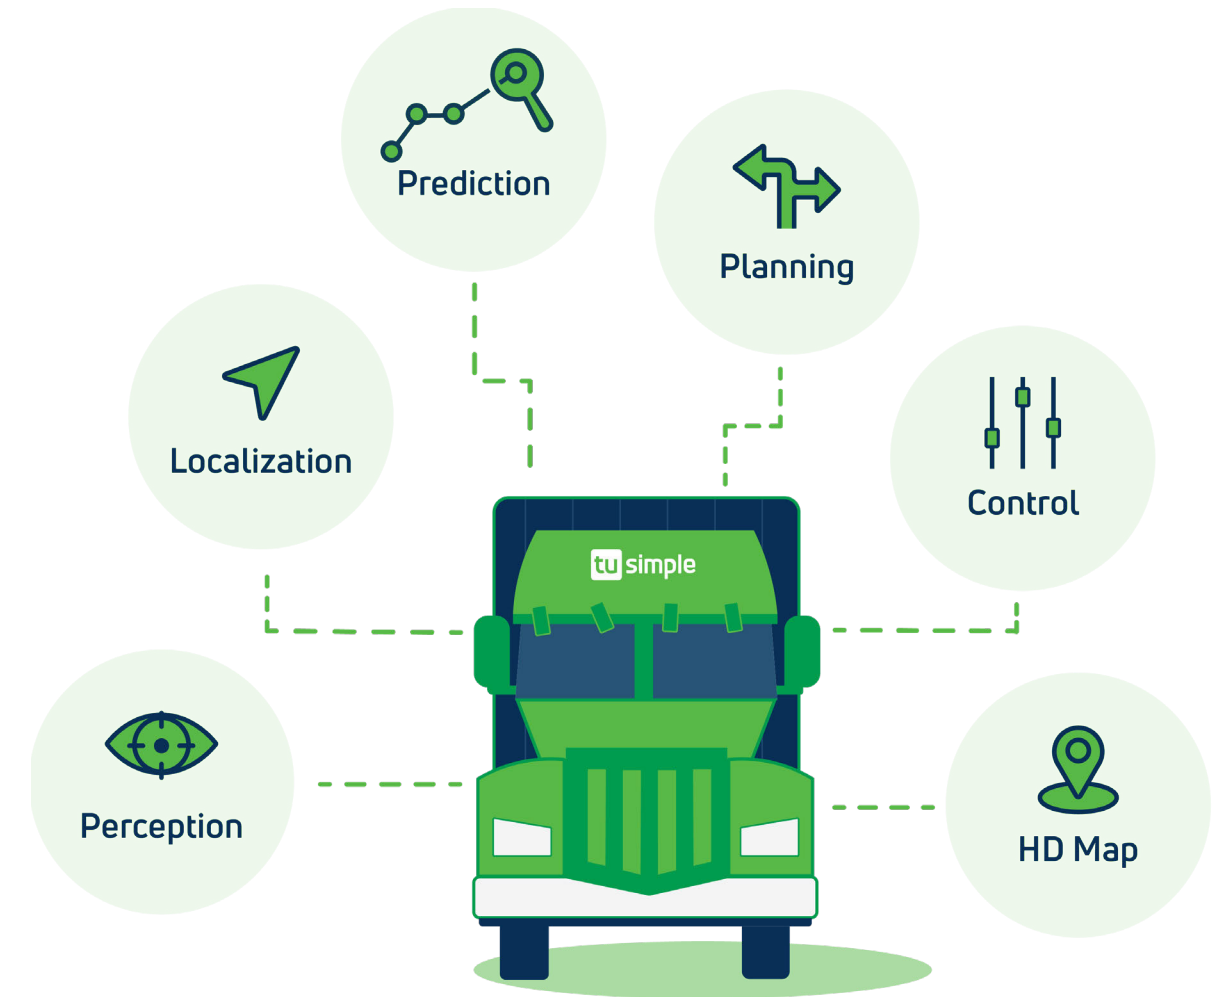 Prediction
Planning
Localization
Control
tu simple
Perception
HD Map